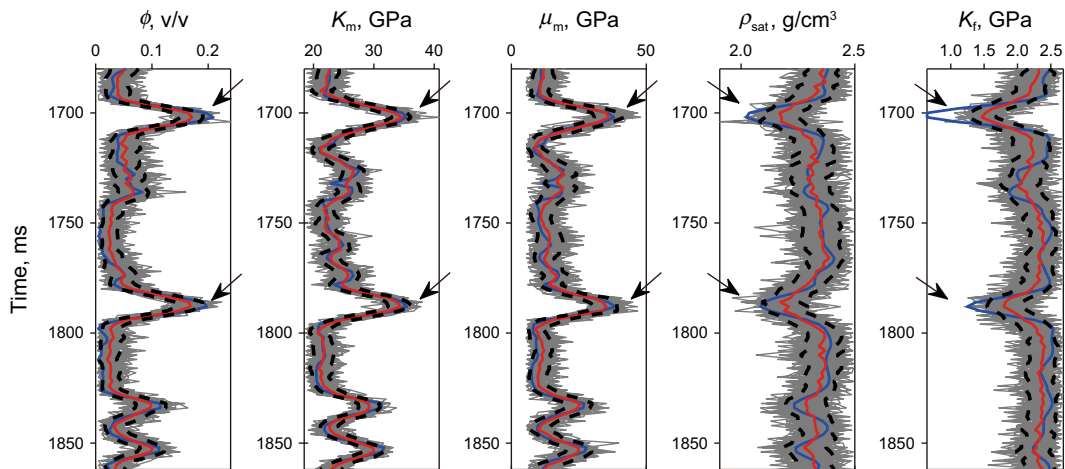 ϕ, v/v
Kₘ, GPa
μₘ, GPa
ρsat, g/cm³
Kf, GPa
0 0.1 0.2
20 30 40
0 50
2.0 2.5
1.0 1.5 2.0 2.5
Time, ms
1700 1700 1700 1700 1700
1750 1750 1750 1750 1750
1800 1800 1800 1800 1800
1850 1850 1850 1850 1850